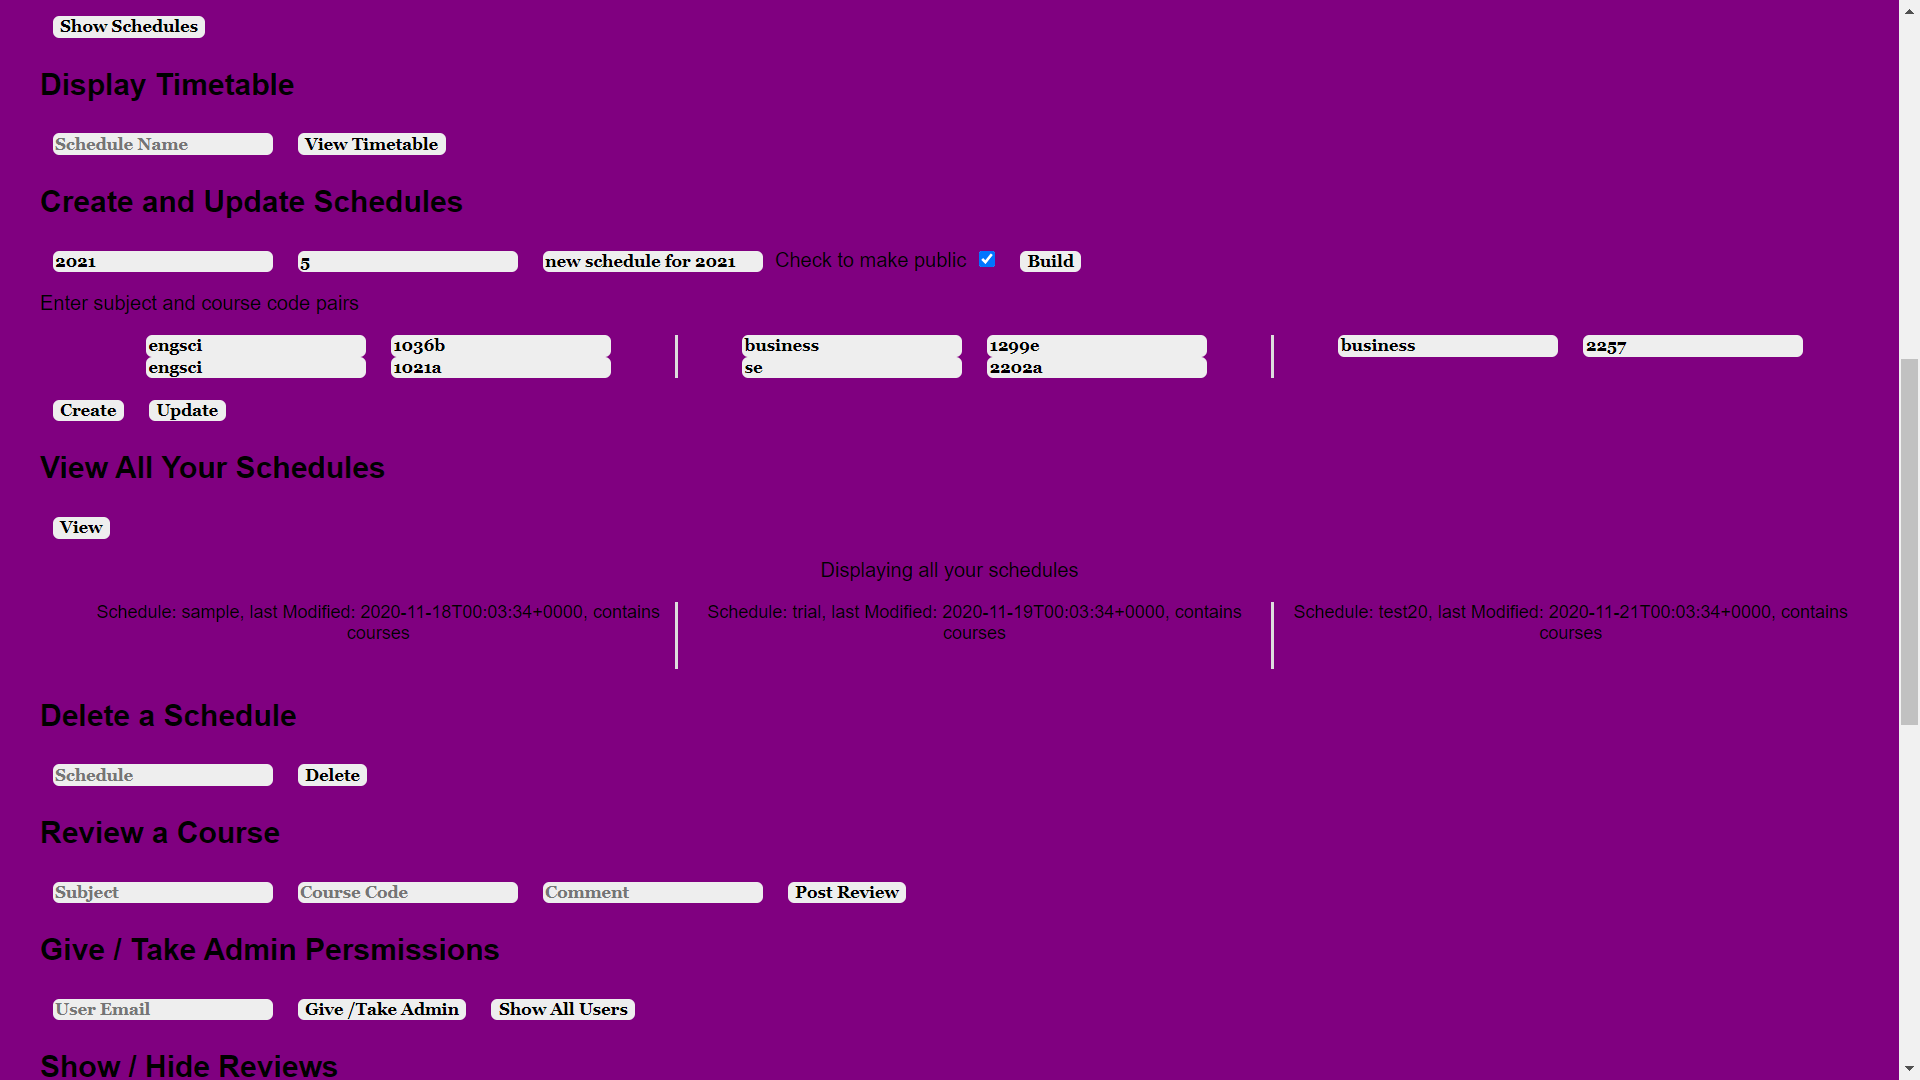 Show Schedules
Display Timetable
Schedule Name View Timetable
Create and Update Schedules
2021 5 new schedule for 2021 Check to make public Build
Enter subject and course code pairs
engsci 1036b business 1299e business 2257
engsci 1021a se 2202a
Create Update
View All Your Schedules
View
Displaying all your schedules
Schedule: sample, last Modified: 2020-11-18T00:03:34+0000, contains
courses
Schedule: trial, last Modified: 2020-11-19T00:03:34+0000, contains
courses
Schedule: test20, last Modified: 2020-11-21T00:03:34+0000, contains
courses
Delete a Schedule
Schedule Delete
Review a Course
Subject Course Code Comment Post Review
Give / Take Admin Persmissions
User Email Give /Take Admin Show All Users
Show / Hide Reviews